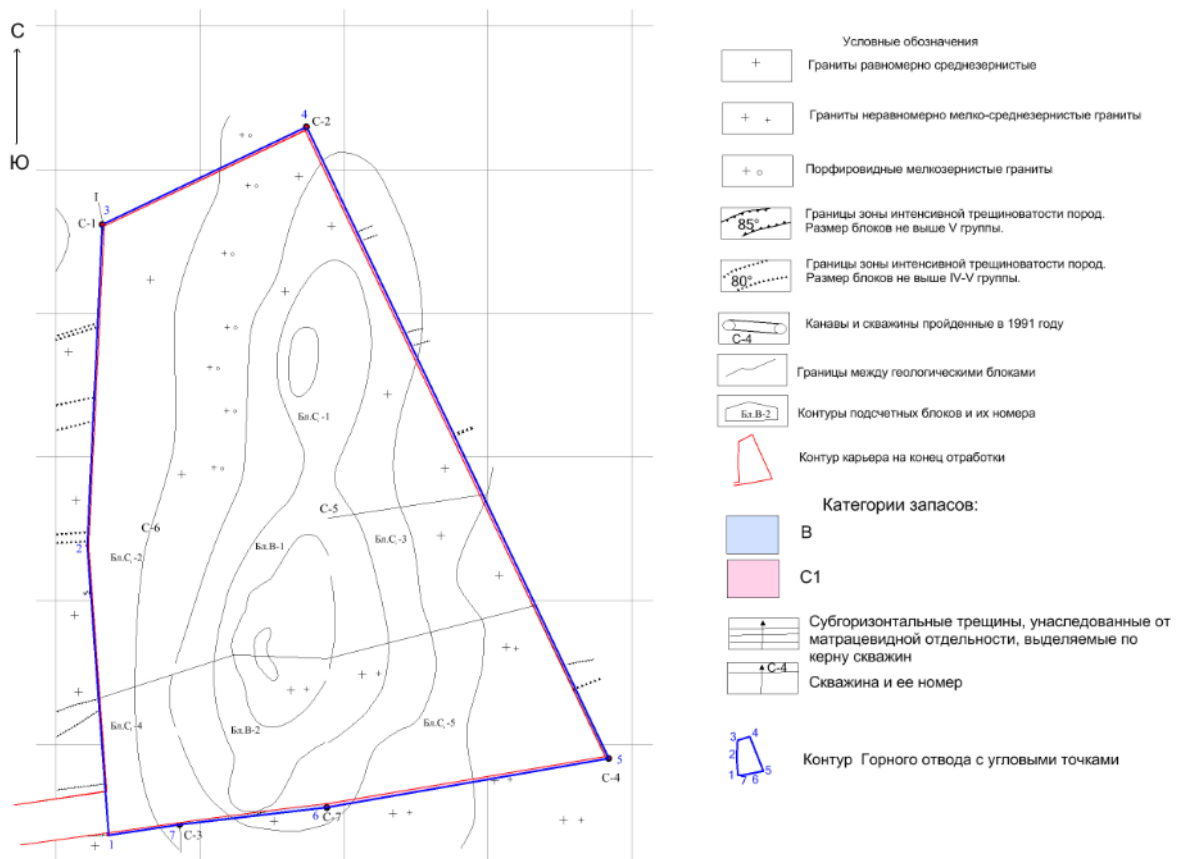 С
Ю
4
С-2
I
3
С-1
Бл.С₁-1
С-5
С-6
2
Бл.В-1
Бл.С₁-3
Бл.С₁-2
Бл.С₁-4
Бл.В-2
Бл.С₁-5
5
С-4
6
С-7
7
С-3
1
Условные обозначения
Граниты равномерно среднезернистые
Граниты неравномерно мелко-среднезернистые граниты
Порфировидные мелкозернистые граниты
85°
Границы зоны интенсивной трещиноватости пород.
Размер блоков не выше V группы.
80°
Границы зоны интенсивной трещиноватости пород.
Размер блоков не выше IV-V группы.
Канавы и скважины пройденные в 1991 году
С-4
Границы между геологическими блоками
Бл.В-2
Контуры подсчетных блоков и их номера
Контур карьера на конец отработки
Категории запасов:
В
С1
Субгоризонтальные трещины, унаследованные от
матрацевидной отдельности, выделяемые по
керну скважин
С-4
Скважина и ее номер
3 4
2
1 7 6 5
Контур Горного отвода с угловыми точками